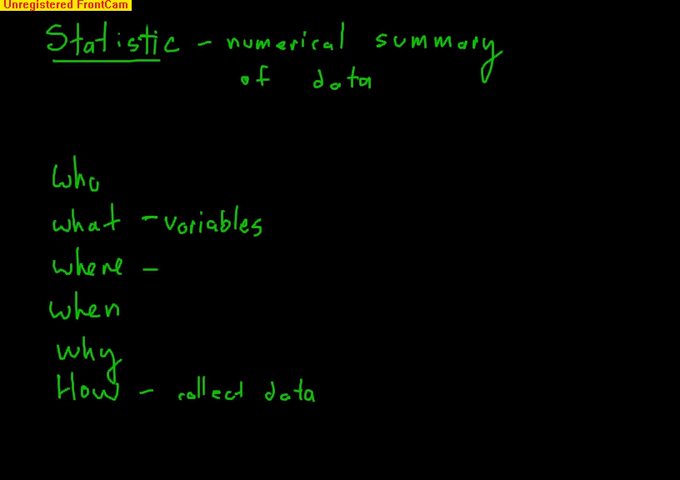 Unregistered FrontCam
Statistic - numerical summary
of data
who
what - variables
where -
when
why
How - collect data